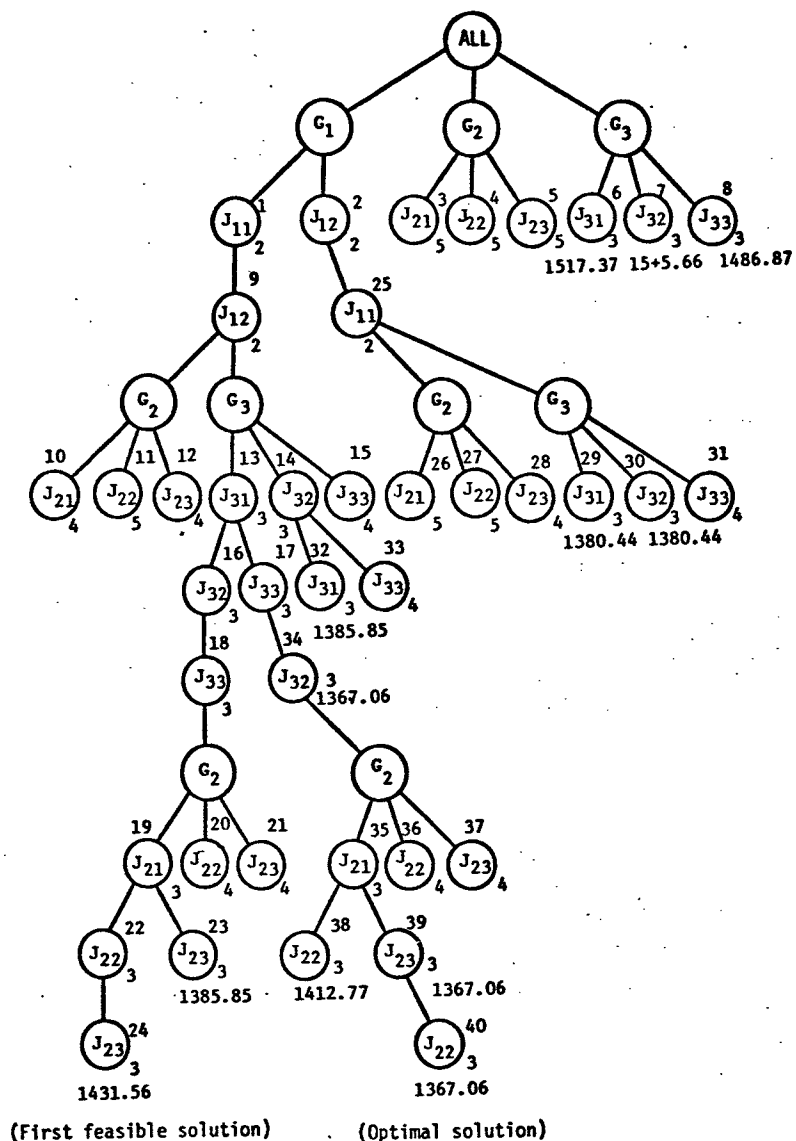 ALL
G1 G2 G3
1 2 3 4 5 6 7 8
J11 J12 J21 J22 J23 J31 J32 J33
2 2 5 5 5 3 3 3
1517.37 15+5.66 1486.87
9 25
J12 J11
2 2
G2 G3 G2 G3
10 11 12 13 14 15 26 27 28 29 30 31
J21 J22 J23 J31 J32 J33 J21 J22 J23 J31 J32 J33
4 5 4 3 3 4 5 5 4 3 3 4
1380.44 1380.44
16 17 32 33
J32 J33 J31 J33
3 3 3 4
1385.85
18 34
J33 J32 3
3 1367.06
G2 G2
19 20 21 35 36 37
J21 J22 J23 J21 J22 J23
3 4 4 3 4 4
22 23 38 39
J22 J23 J22 J23
3 3 3 3
1385.85 1412.77 1367.06
24 40
J23 J22
3 3
1431.56 1367.06
(First feasible solution) (Optimal solution)